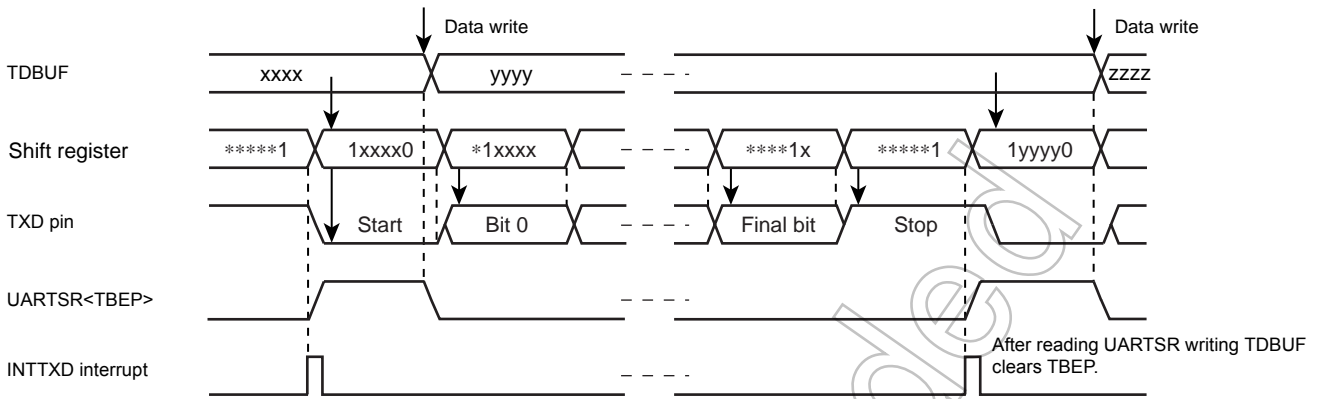 Data write Data write
TDBUF xxxx yyyy zzzz
Shift register *****1 1xxxx0 *1xxxx ****1x *****1 1yyyy0
TXD pin Start Bit 0 Final bit Stop
UARTSR<TBEP>
After reading UARTSR writing TDBUF
INTTXD interrupt clears TBEP.